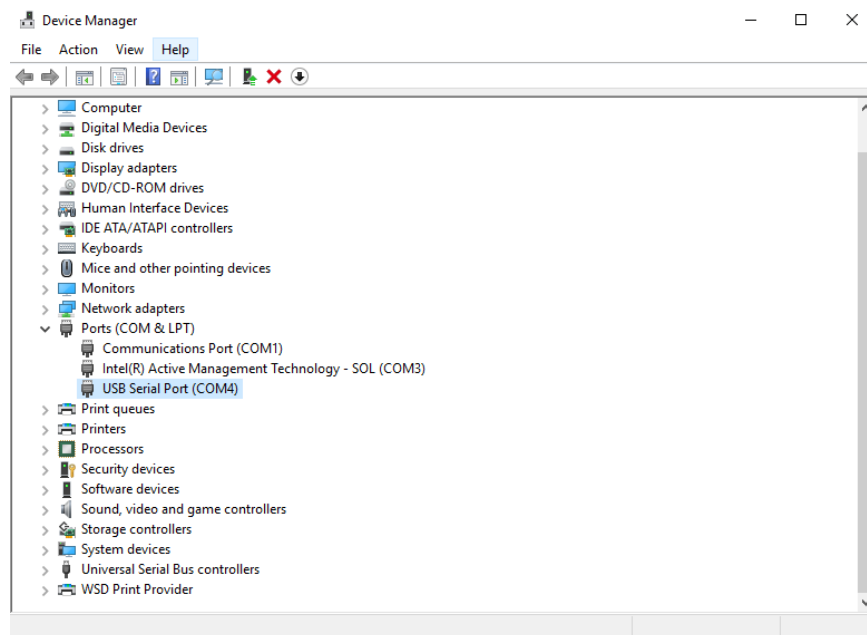 Device Manager
File Action View Help
Computer
Digital Media Devices
Disk drives
Display adapters
DVD/CD-ROM drives
Human Interface Devices
IDE ATA/ATAPI controllers
Keyboards
Mice and other pointing devices
Monitors
Network adapters
Ports (COM & LPT)
Communications Port (COM1)
Intel(R) Active Management Technology - SOL (COM3)
USB Serial Port (COM4)
Print queues
Printers
Processors
Security devices
Software devices
Sound, video and game controllers
Storage controllers
System devices
Universal Serial Bus controllers
WSD Print Provider